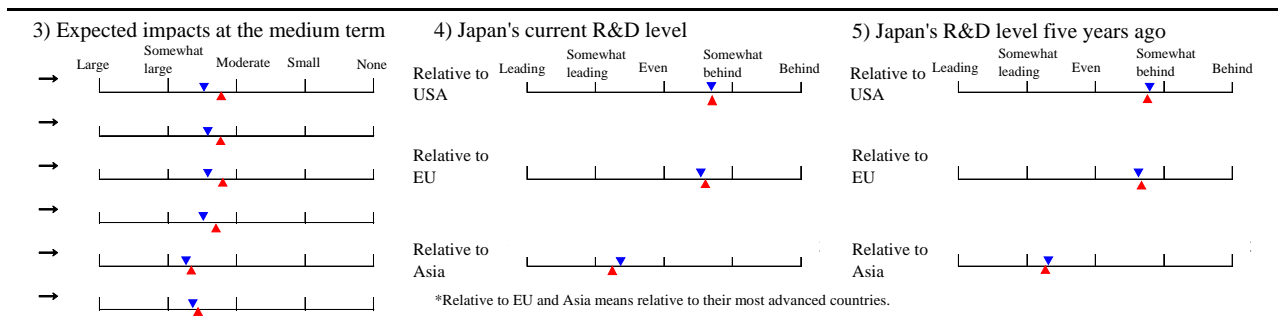 3) Expected impacts at the medium term
Large
Somewhat
large
Moderate
Small
None
→
→
→
→
→
→
4) Japan's current R&D level
Relative to
USA
Leading
Somewhat
leading
Even
Somewhat
behind
Behind
Relative to
EU
Relative to
Asia
*Relative to EU and Asia means relative to their most advanced countries.
5) Japan's R&D level five years ago
Relative to
USA
Leading
Somewhat
leading
Even
Somewhat
behind
Behind
Relative to
EU
Relative to
Asia